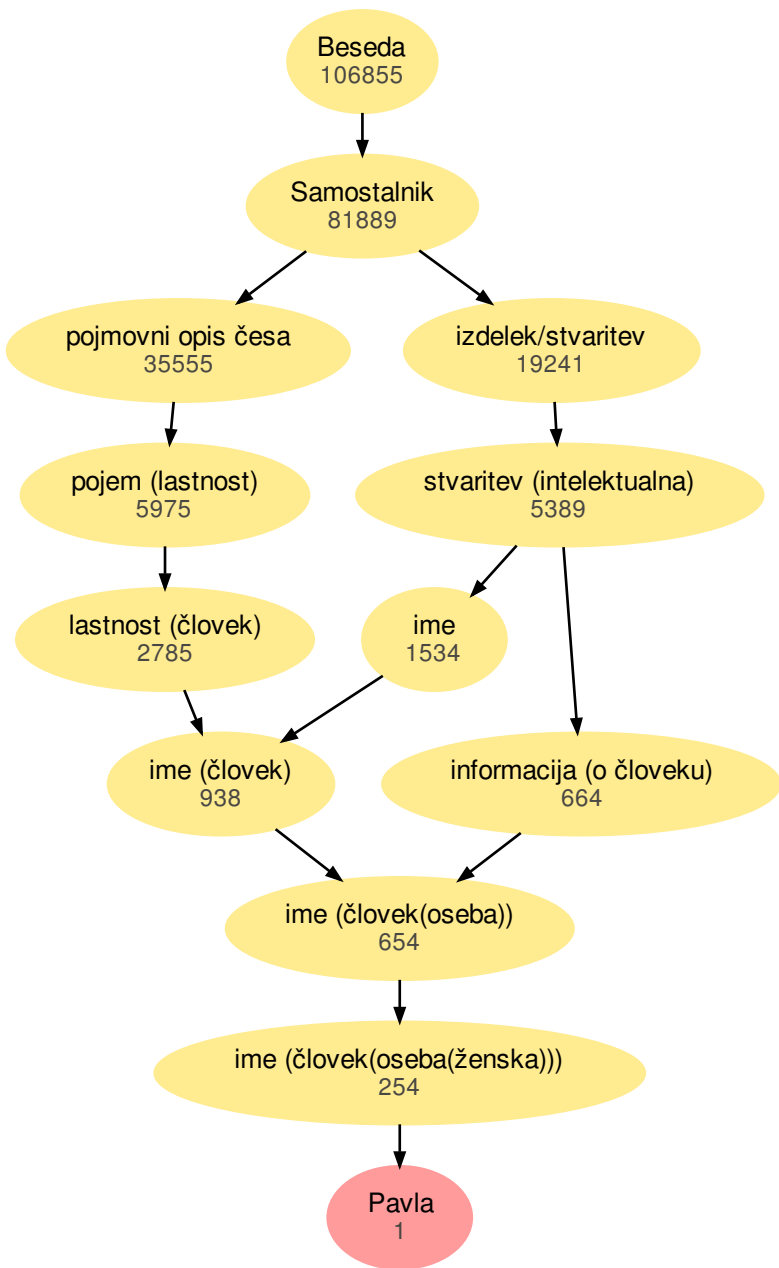 Beseda
106855
Samostalnik
81889
pojmovni opis česa
35555
izdelek/stvaritev
19241
pojem (lastnost)
5975
stvaritev (intelektualna)
5389
lastnost (človek)
2785
ime
1534
ime (človek)
938
informacija (o človeku)
664
ime (človek(oseba))
654
ime (človek(oseba(ženska)))
254
Pavla
1